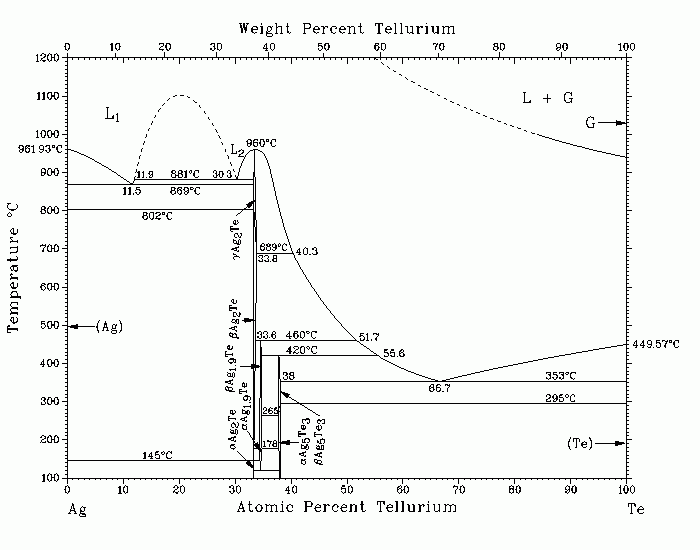 Weight Percent Tellurium
0 10 20 30 40 50 60 70 80 90 100
1200
1100
1000
900
800
700
600
500
400
300
200
100
Temperature °C
L1
L + G
G
961 93°C
L2
960°C
11.9 881°C 30.3
11.5 869°C
802°C
γAg2Te
689°C 40.3
33.8
(Ag)
βAg2Te
33.6 460°C 51.7
420°C 55.6
449.57°C
βAg1.9Te
38
66.7
353°C
295°C
αAg1.9Te
αAg2Te
265
178
αAg5Te3
βAg5Te3
(Te)
145°C
0 10 20 30 40 50 60 70 80 90 100
Ag
Atomic Percent Tellurium
Te